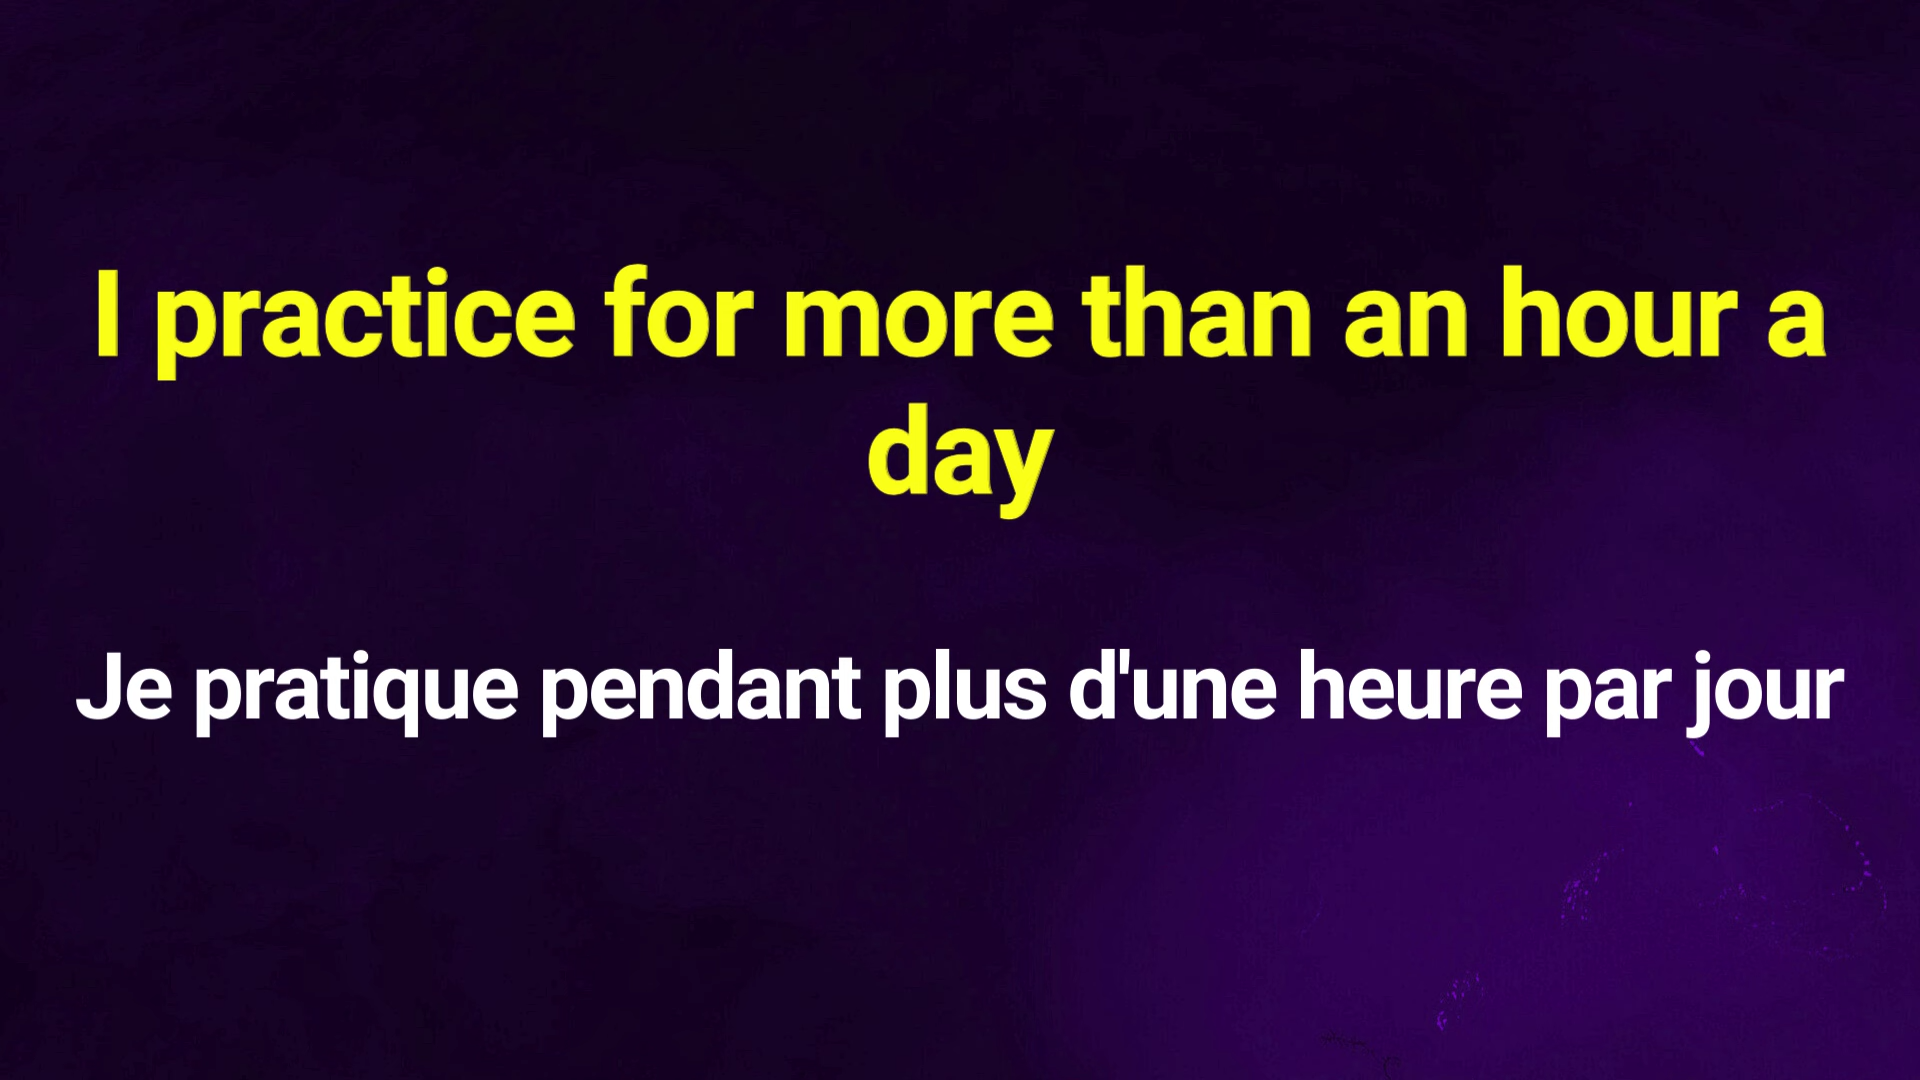 I practice for more than an hour a
day
Je pratique pendant plus d'une heure par jour